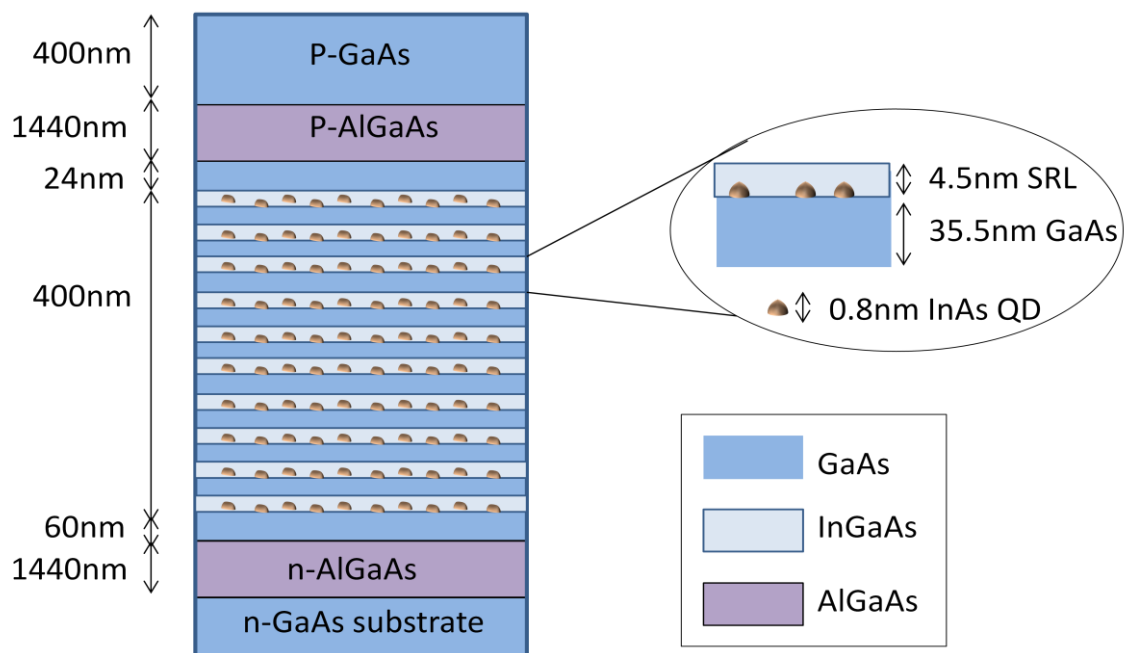 400nm
P-GaAs
1440nm
P-AlGaAs
24nm
400nm
60nm
1440nm
n-AlGaAs
n-GaAs substrate
4.5nm SRL
35.5nm GaAs
0.8nm InAs QD
GaAs
InGaAs
AlGaAs